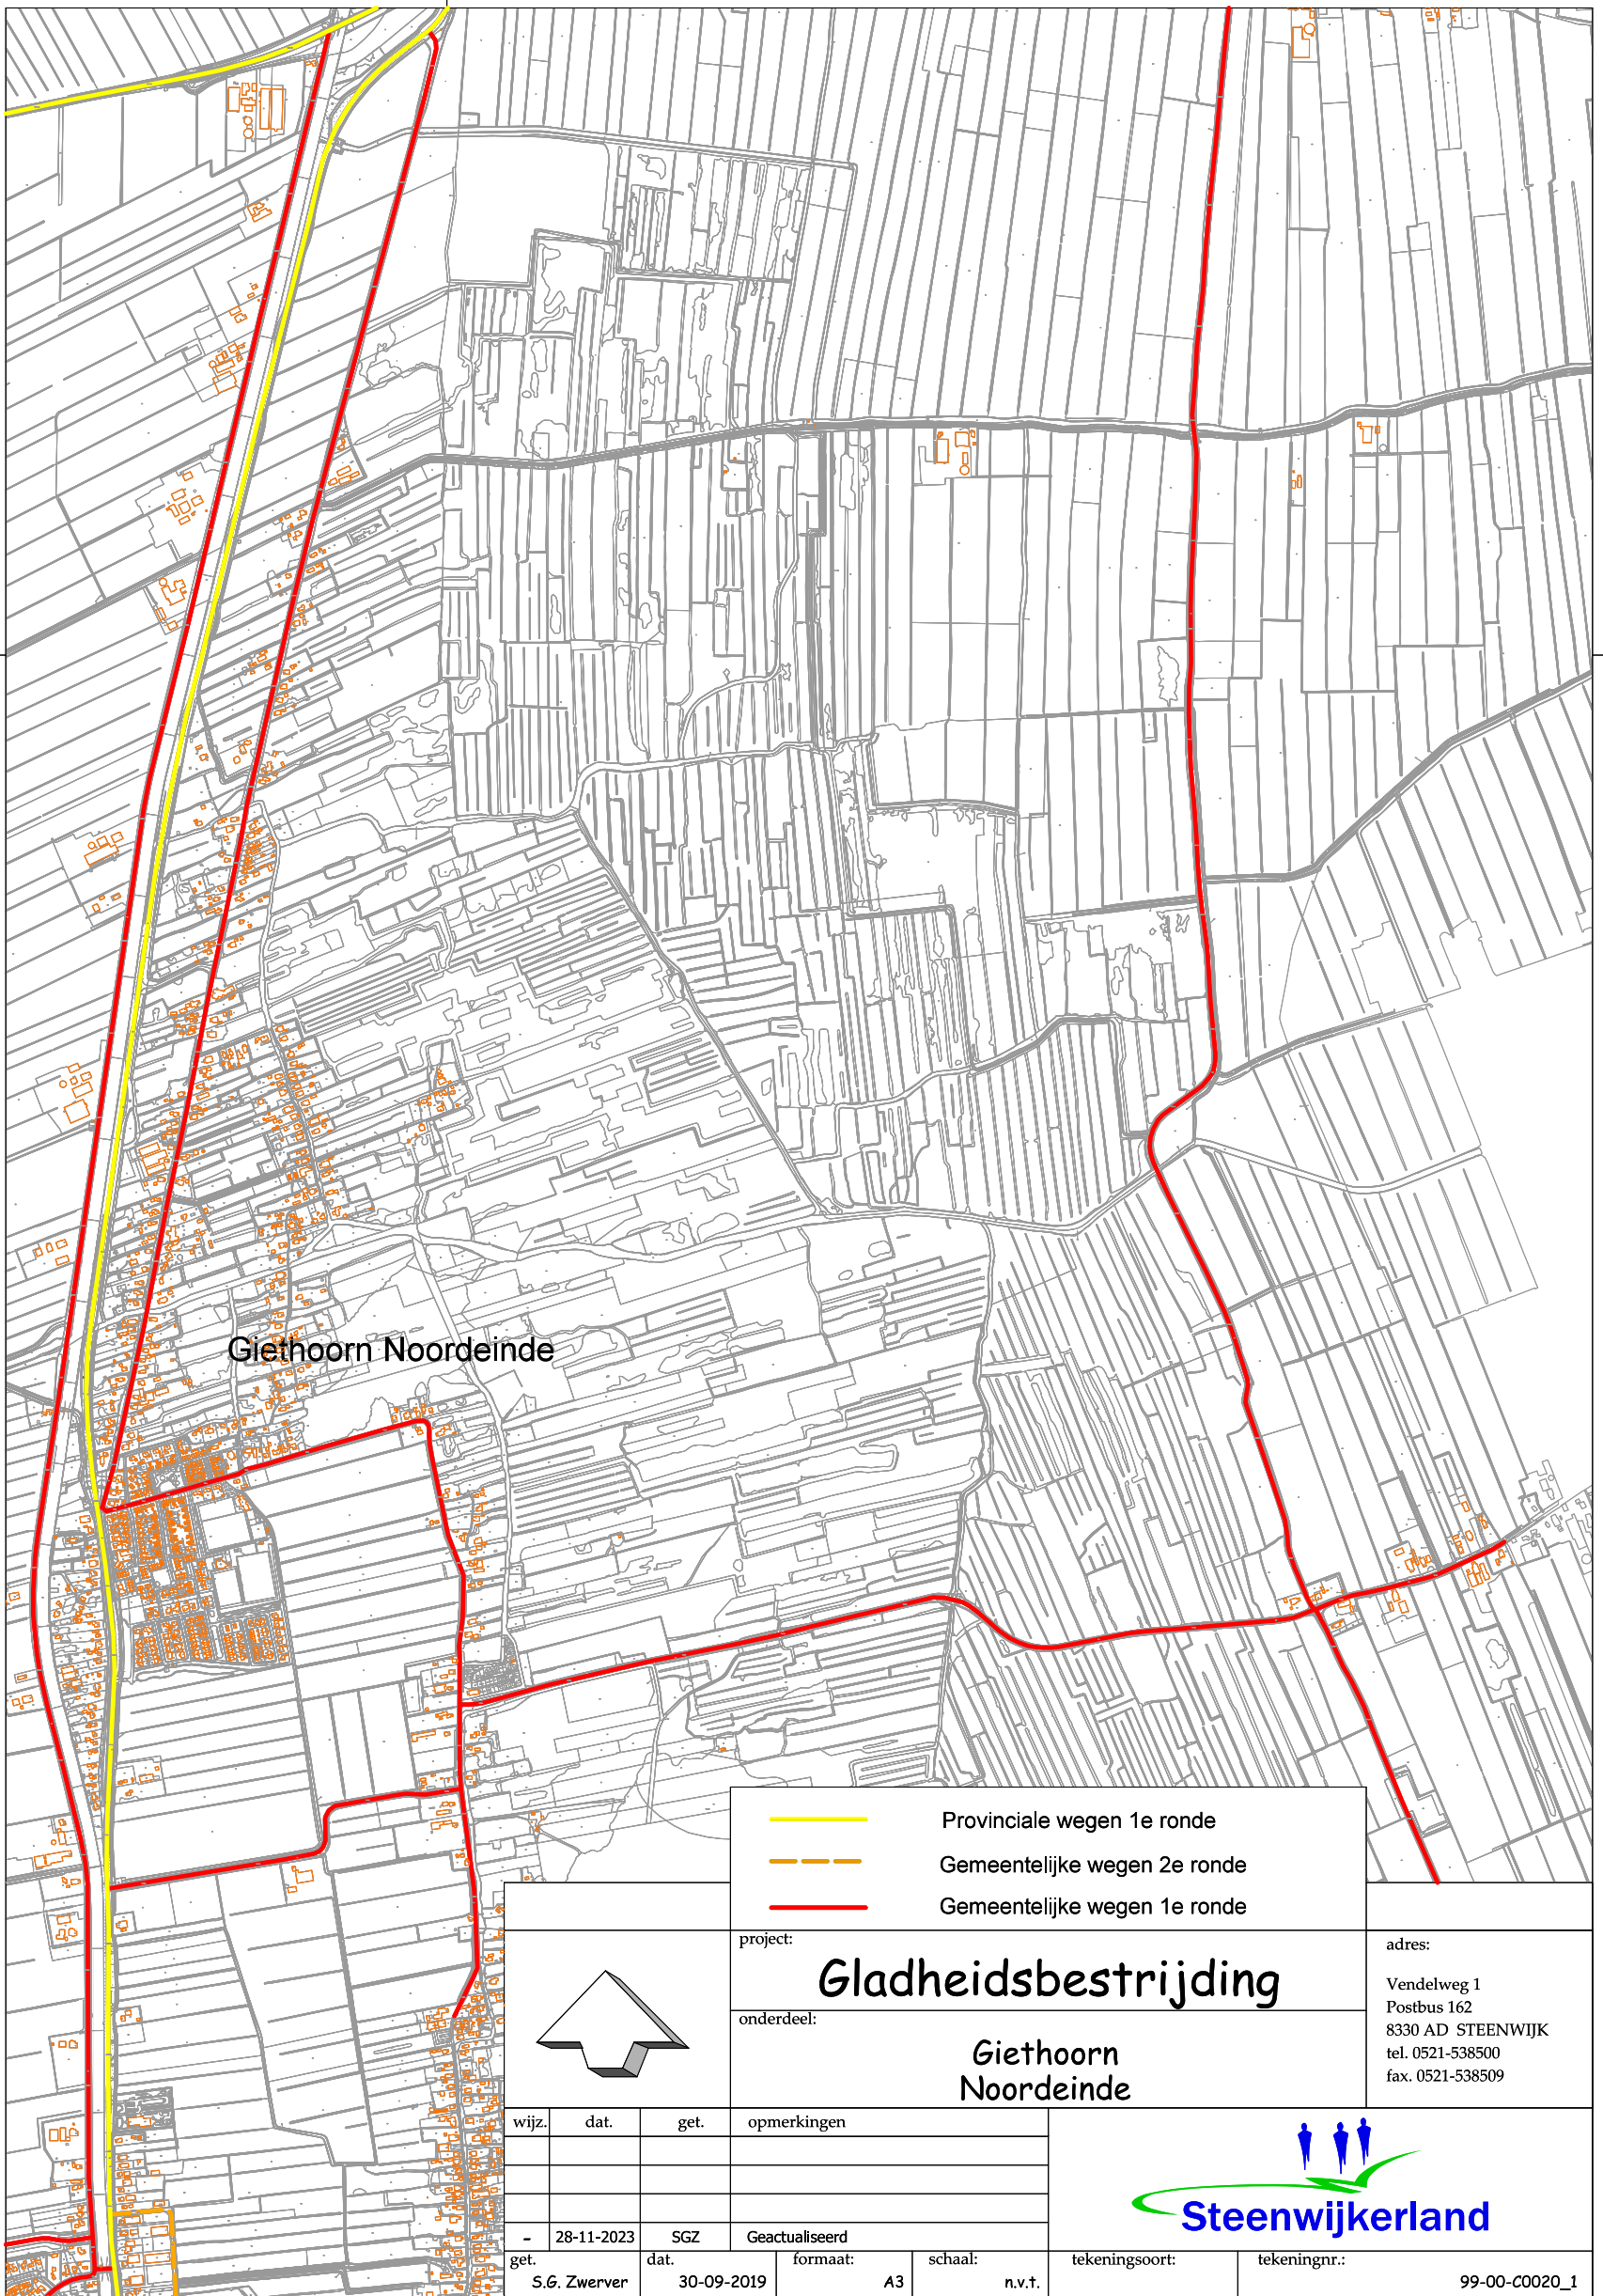 Giethoorn Noordeinde
Provinciale wegen 1e ronde
Gemeentelijke wegen 2e ronde
Gemeentelijke wegen 1e ronde
project:
Gladheidsbestrijding
onderdeel:
Giethoorn
Noordeinde
adres:
Vendelweg 1
Postbus 162
8330 AD STEENWIJK
tel. 0521-538500
fax. 0521-538509
wijz. dat. get. opmerkingen
- 28-11-2023 SGZ Geactualiseerd
Steenwijkerland
get. dat. formaat: schaal: tekeningsoort: tekeningnr.:
S.G. Zwerver 30-09-2019 A3 n.v.t. 99-00-C0020_1